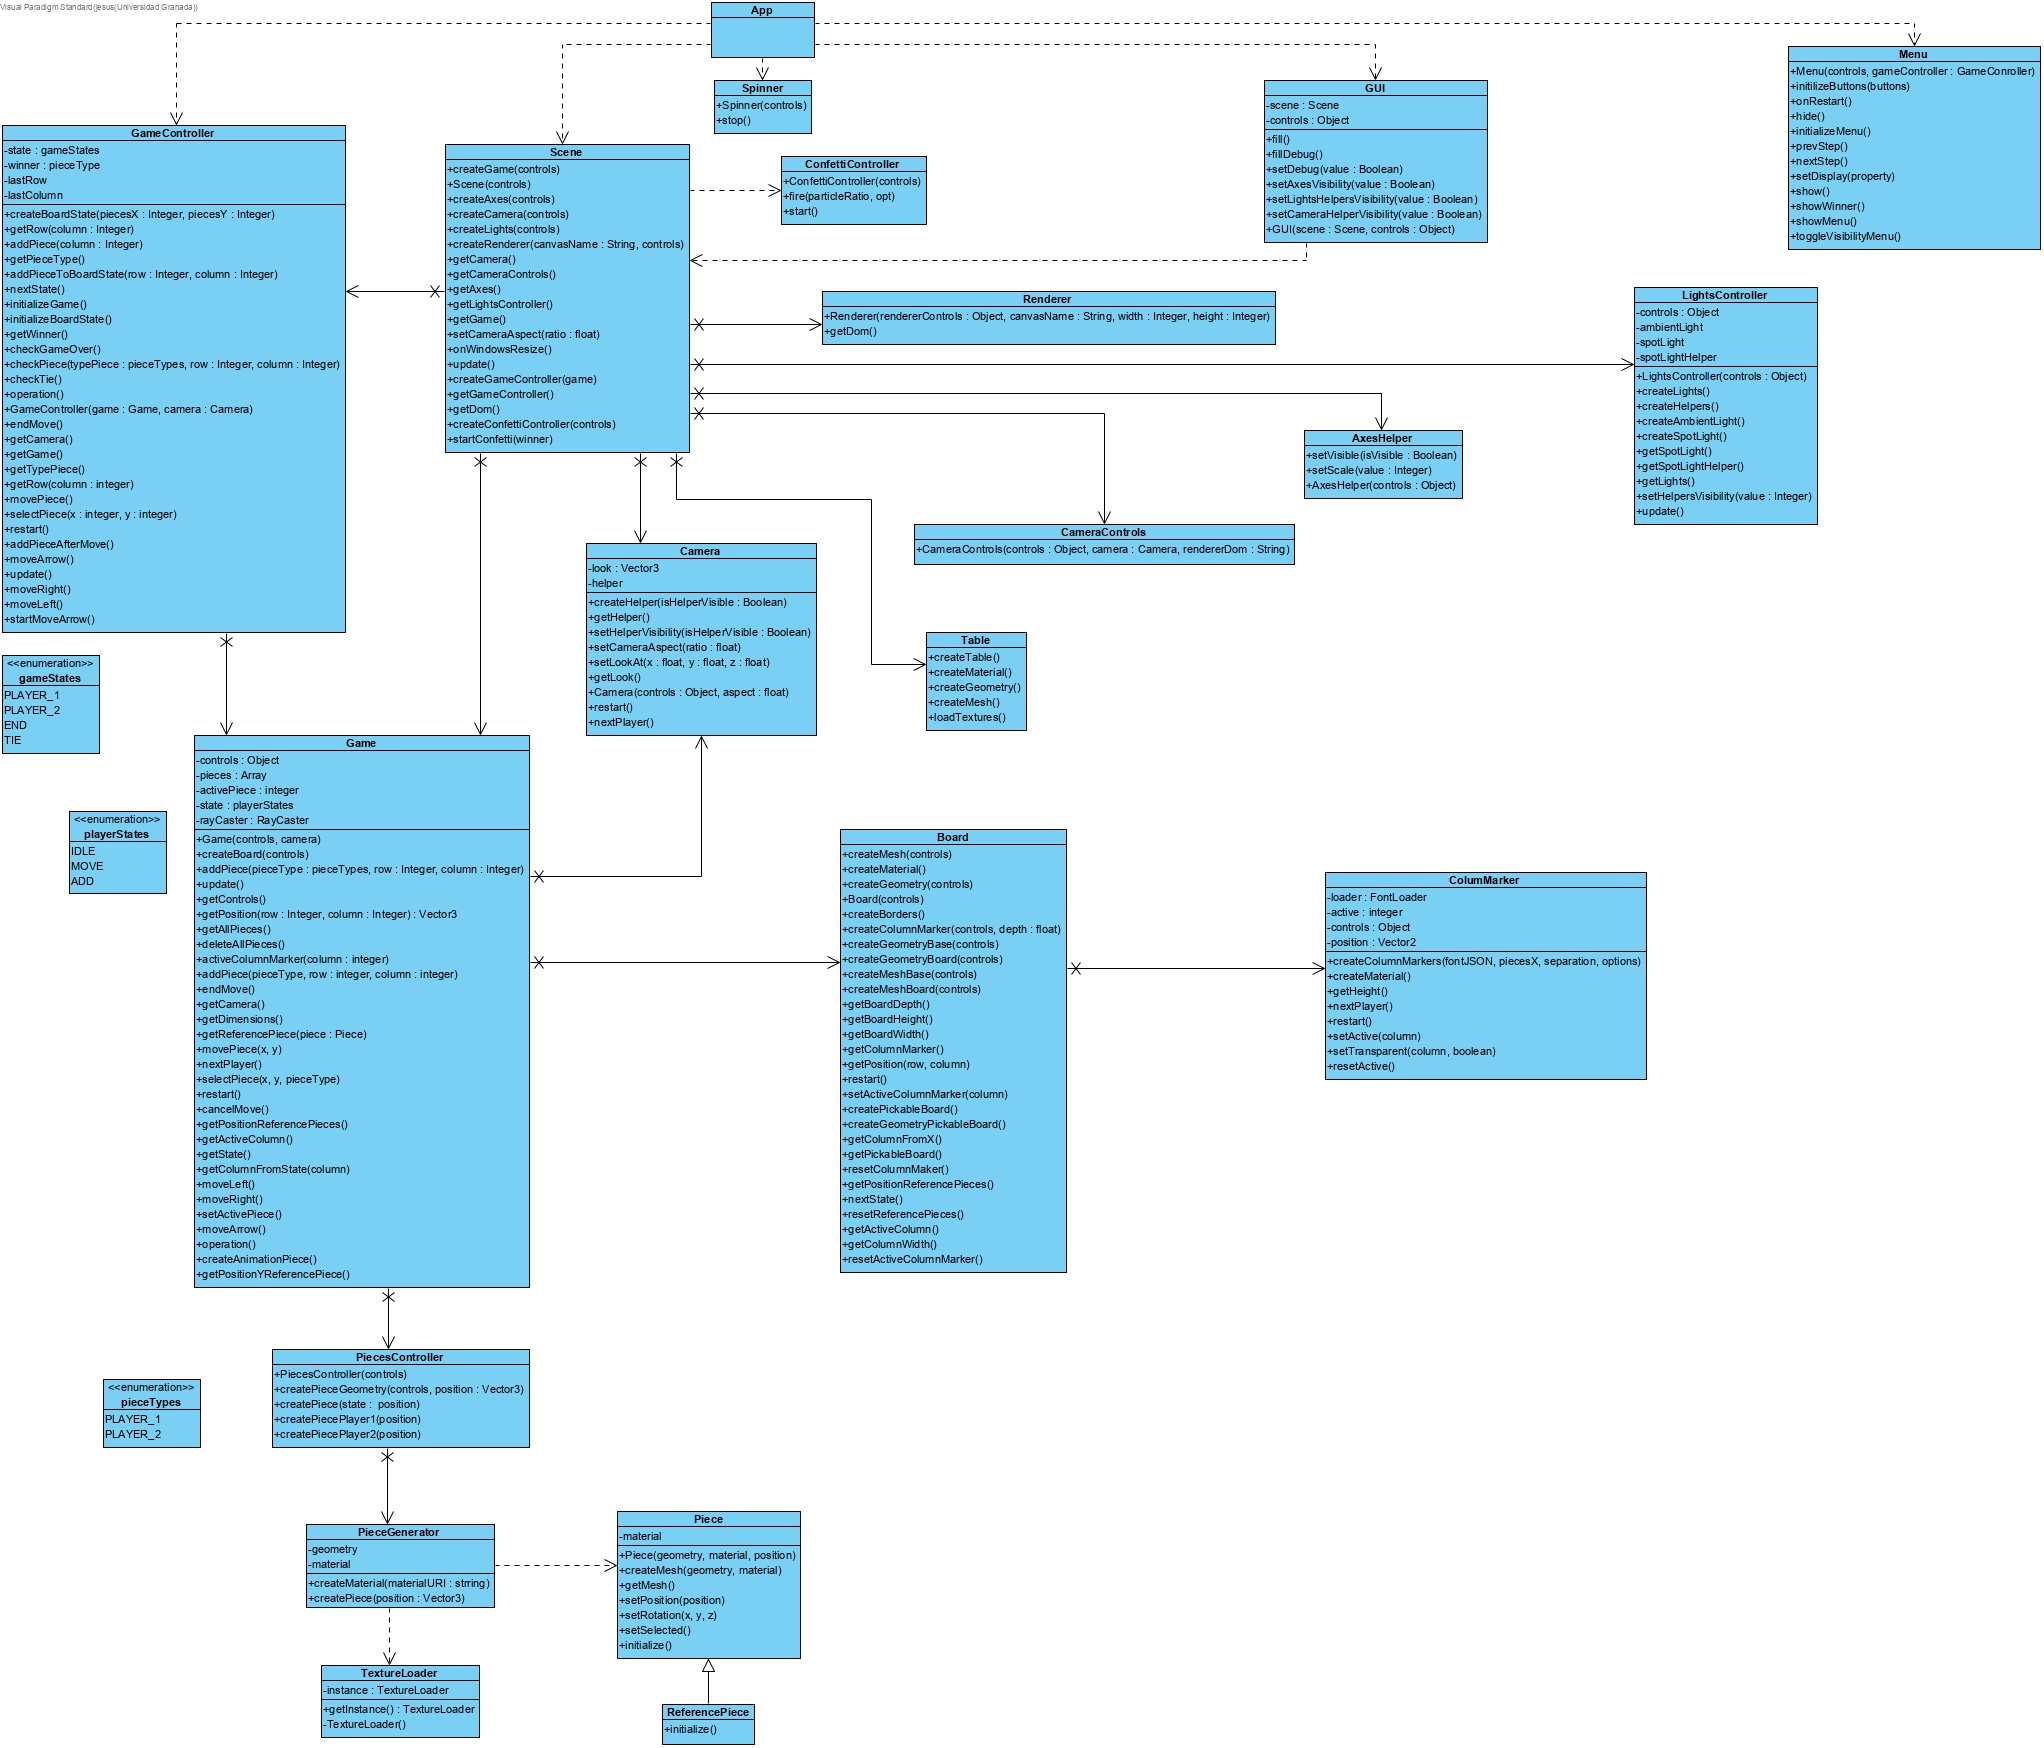 Visual Paradigm Standard(jesus(Universidad Granada))
App
Menu
+Menu(controls, gameController : GameConroller)
+initilizeButtons(buttons)
+onRestart()
+hide()
+initializeMenu()
+prevStep()
+nextStep()
+setDisplay(property)
+show()
+showWinner()
+showMenu()
+toggleVisibilityMenu()
Spinner
+Spinner(controls)
+stop()
GUI
-scene : Scene
-controls : Object
+fill()
+fillDebug()
+setDebug(value : Boolean)
+setAxesVisibility(value : Boolean)
+setLightsHelpersVisibility(value : Boolean)
+setCameraHelperVisibility(value : Boolean)
+GUI(scene : Scene, controls : Object)
GameController
-state : gameStates
-winner : pieceType
-lastRow
-lastColumn
+createBoardState(piecesX : Integer, piecesY : Integer)
+getRow(column : Integer)
+addPiece(column : Integer)
+getPieceType()
+addPieceToBoardState(row : Integer, column : Integer)
+nextState()
+initializeGame()
+initializeBoardState()
+getWinner()
+checkGameOver()
+checkPiece(typePiece : pieceTypes, row : Integer, column : Integer)
+checkTie()
+operation()
+GameController(game : Game, camera : Camera)
+endMove()
+getCamera()
+getGame()
+getTypePiece()
+getRow(column : integer)
+movePiece()
+selectPiece(x : integer, y : integer)
+restart()
+addPieceAfterMove()
+moveArrow()
+update()
+moveRight()
+moveLeft()
+startMoveArrow()
Scene
+createGame(controls)
+Scene(controls)
+createAxes(controls)
+createCamera(controls)
+createLights(controls)
+createRenderer(canvasName : String, controls)
+getCamera()
+getCameraControls()
+getAxes()
+getLightsController()
+getGame()
+setCameraAspect(ratio : float)
+onWindowsResize()
+update()
+createGameController(game)
+getGameController()
+getDom()
+createConfettiController(controls)
+startConfetti(winner)
ConfettiController
+ConfettiController(controls)
+fire(particleRatio, opt)
+start()
Renderer
+Renderer(rendererControls : Object, canvasName : String, width : Integer, height : Integer)
+getDom()
LightsController
-controls : Object
-ambientLight
-spotLight
-spotLightHelper
+LightsController(controls : Object)
+createLights()
+createHelpers()
+createAmbientLight()
+createSpotLight()
+getSpotLight()
+getSpotLightHelper()
+getLights()
+setHelpersVisibility(value : Integer)
+update()
AxesHelper
+setVisible(isVisible : Boolean)
+setScale(value : Integer)
+AxesHelper(controls : Object)
CameraControls
+CameraControls(controls : Object, camera : Camera, rendererDom : String)
Camera
-look : Vector3
-helper
+createHelper(isHelperVisible : Boolean)
+getHelper()
+setHelperVisibility(isHelperVisible : Boolean)
+setCameraAspect(ratio : float)
+setLookAt(x : float, y : float, z : float)
+getLook()
+Camera(controls : Object, aspect : float)
+restart()
+nextPlayer()
Table
+createTable()
+createMaterial()
+createGeometry()
+createMesh()
+loadTextures()
<<enumeration>>
gameStates
PLAYER_1
PLAYER_2
END
TIE
<<enumeration>>
playerStates
IDLE
MOVE
ADD
Game
-controls : Object
-pieces : Array
-activePiece : integer
-state : playerStates
-rayCaster : RayCaster
+Game(controls, camera)
+createBoard(controls)
+addPiece(pieceType : pieceTypes, row : Integer, column : Integer)
+update()
+getControls()
+getPosition(row : Integer, column : Integer) : Vector3
+getAllPieces()
+deleteAllPieces()
+activeColumnMarker(column : integer)
+addPiece(pieceType, row : integer, column : integer)
+endMove()
+getCamera()
+getDimensions()
+getReferencePiece(piece : Piece)
+movePiece(x, y)
+nextPlayer()
+selectPiece(x, y, pieceType)
+restart()
+cancelMove()
+getPositionReferencePieces()
+getActiveColumn()
+getState()
+getColumnFromState(column)
+moveLeft()
+moveRight()
+setActivePiece()
+moveArrow()
+operation()
+createAnimationPiece()
+getPositionYReferencePiece()
Board
+createMesh(controls)
+createMaterial()
+createGeometry(controls)
+Board(controls)
+createBorders()
+createColumnMarker(controls, depth : float)
+createGeometryBase(controls)
+createGeometryBoard(controls)
+createMeshBase(controls)
+createMeshBoard(controls)
+getBoardDepth()
+getBoardHeight()
+getBoardWidth()
+getColumnMarker()
+getPosition(row, column)
+restart()
+setActiveColumnMarker(column)
+createPickableBoard()
+createGeometryPickableBoard()
+getColumnFromX()
+getPickableBoard()
+resetColumnMaker()
+getPositionReferencePieces()
+nextState()
+resetReferencePieces()
+getActiveColumn()
+getColumnWidth()
+resetActiveColumnMarker()
ColumMarker
-loader : FontLoader
-active : integer
-controls : Object
-position : Vector2
+createColumnMarkers(fontJSON, piecesX, separation, options)
+createMaterial()
+getHeight()
+nextPlayer()
+restart()
+setActive(column)
+setTransparent(column, boolean)
+resetActive()
PiecesController
+PiecesController(controls)
+createPieceGeometry(controls, position : Vector3)
+createPiece(state :  position)
+createPiecePlayer1(position)
+createPiecePlayer2(position)
<<enumeration>>
pieceTypes
PLAYER_1
PLAYER_2
PieceGenerator
-geometry
-material
+createMaterial(materialURI : strring)
+createPiece(position : Vector3)
Piece
-material
+Piece(geometry, material, position)
+createMesh(geometry, material)
+getMesh()
+setPosition(position)
+setRotation(x, y, z)
+setSelected()
+initialize()
TextureLoader
-instance : TextureLoader
+getInstance() : TextureLoader
-TextureLoader()
ReferencePiece
+initialize()